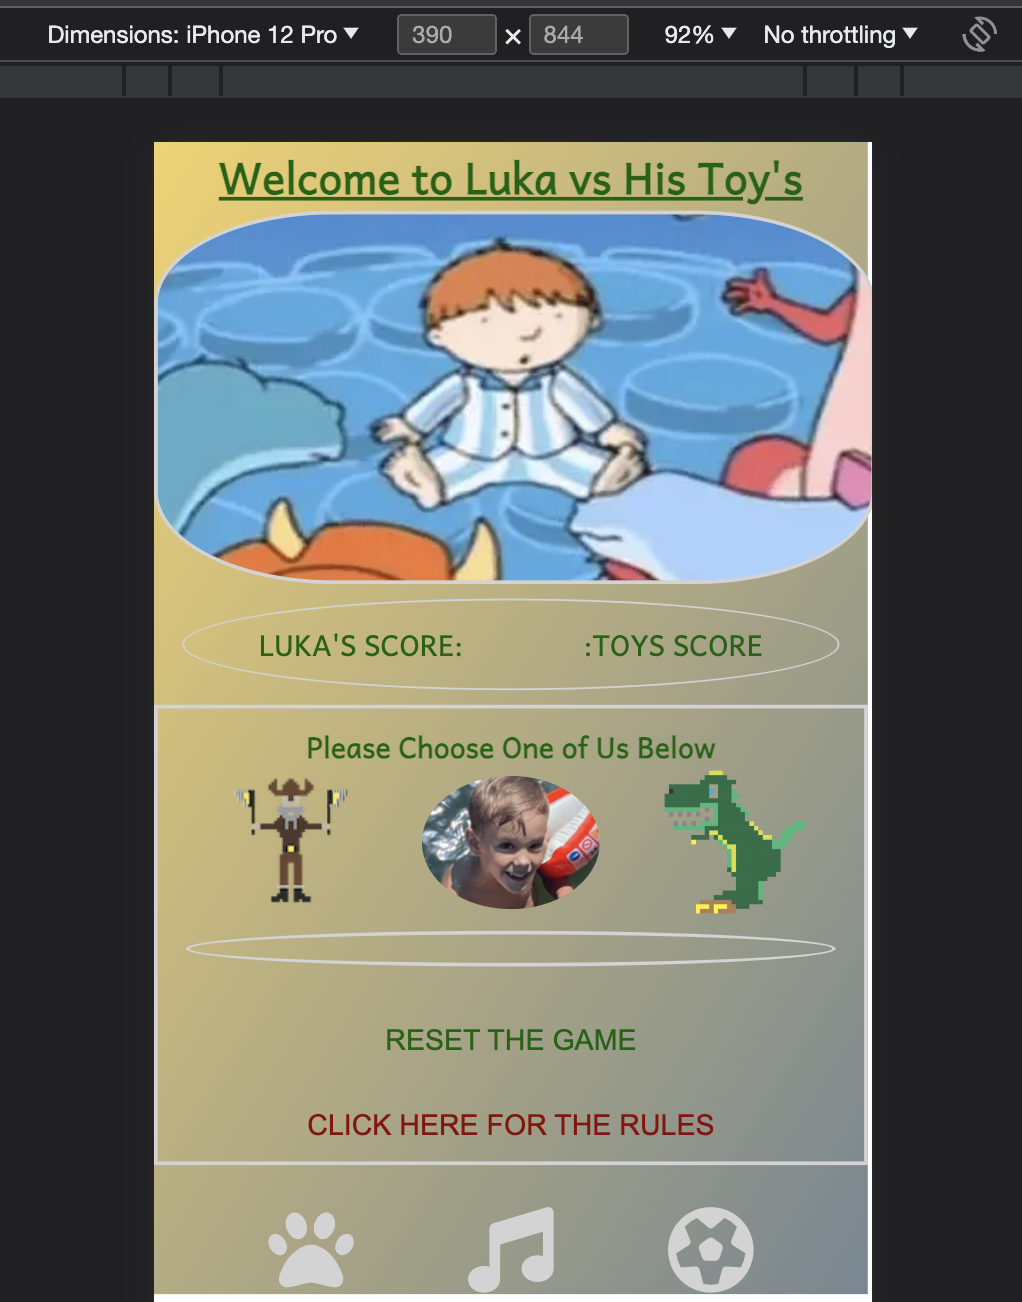 Dimensions: iPhone 12 Pro 390 × 844 92% No throttling
Welcome to Luka vs His Toy's
LUKA'S SCORE: :TOYS SCORE
Please Choose One of Us Below
RESET THE GAME
CLICK HERE FOR THE RULES